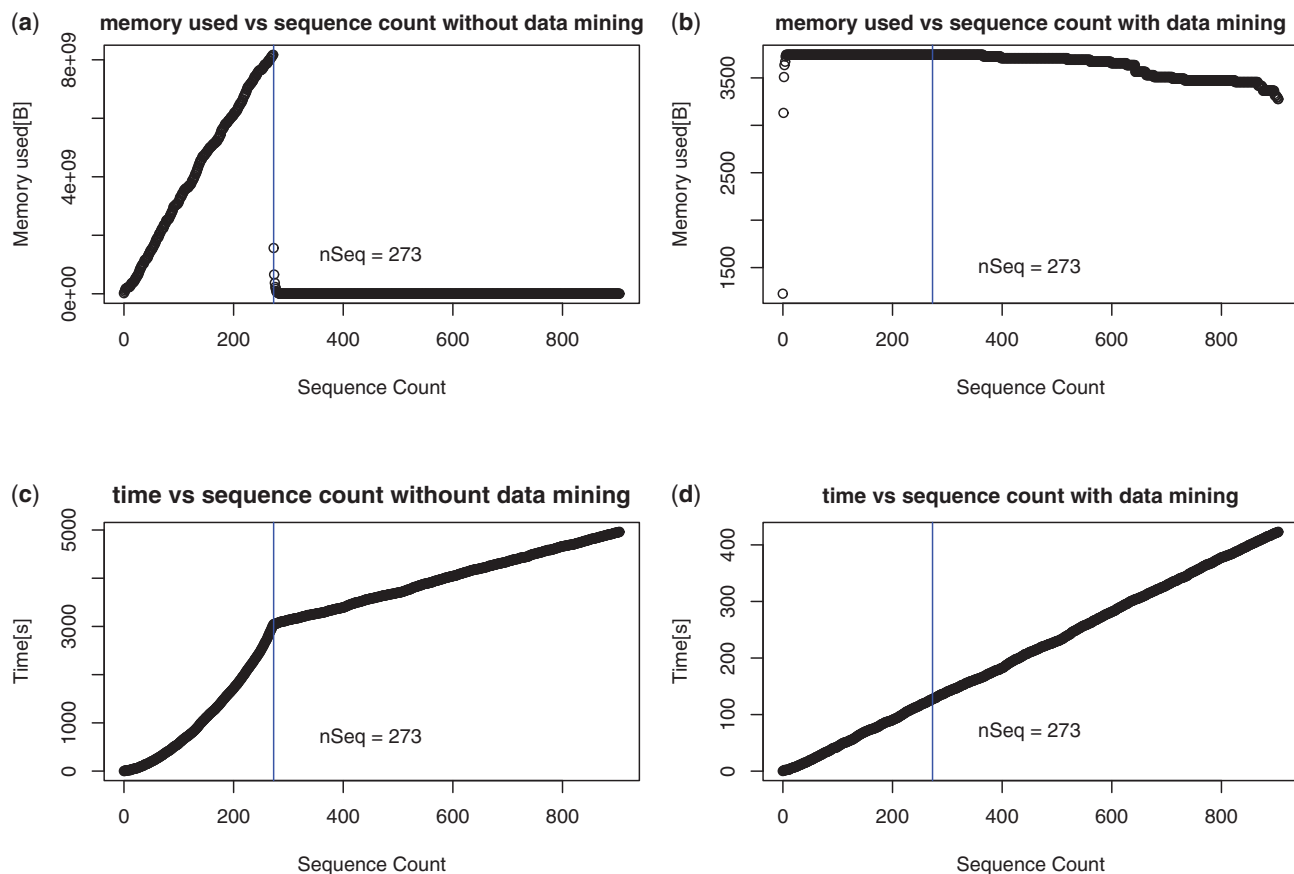 (a) memory used vs sequence count without data mining
Memory used[B]
8e+09
4e+09
0e+00
nSeq = 273
0 200 400 600 800
Sequence Count
(b) memory used vs sequence count with data mining
Memory used[B]
3500
2500
1500
nSeq = 273
0 200 400 600 800
Sequence Count
(c) time vs sequence count withount data mining
Time[s]
5000
3000
1000
0
nSeq = 273
0 200 400 600 800
Sequence Count
(d) time vs sequence count with data mining
Time[s]
400
300
200
100
0
nSeq = 273
0 200 400 600 800
Sequence Count